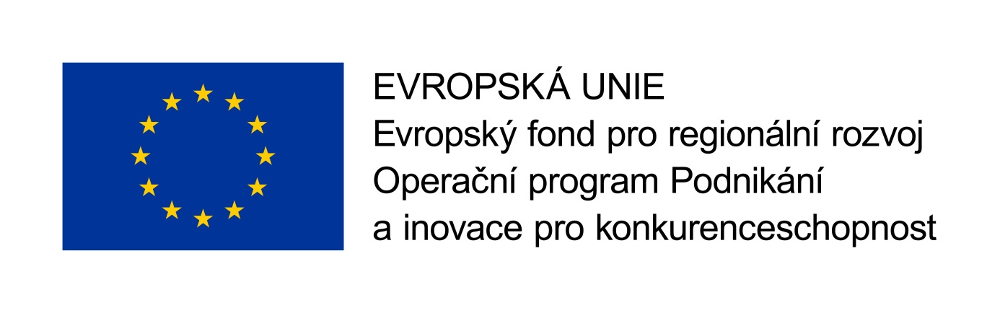 EVROPSKÁ UNIE
Evropský fond pro regionální rozvoj
Operační program Podnikání
a inovace pro konkurenceschopnost